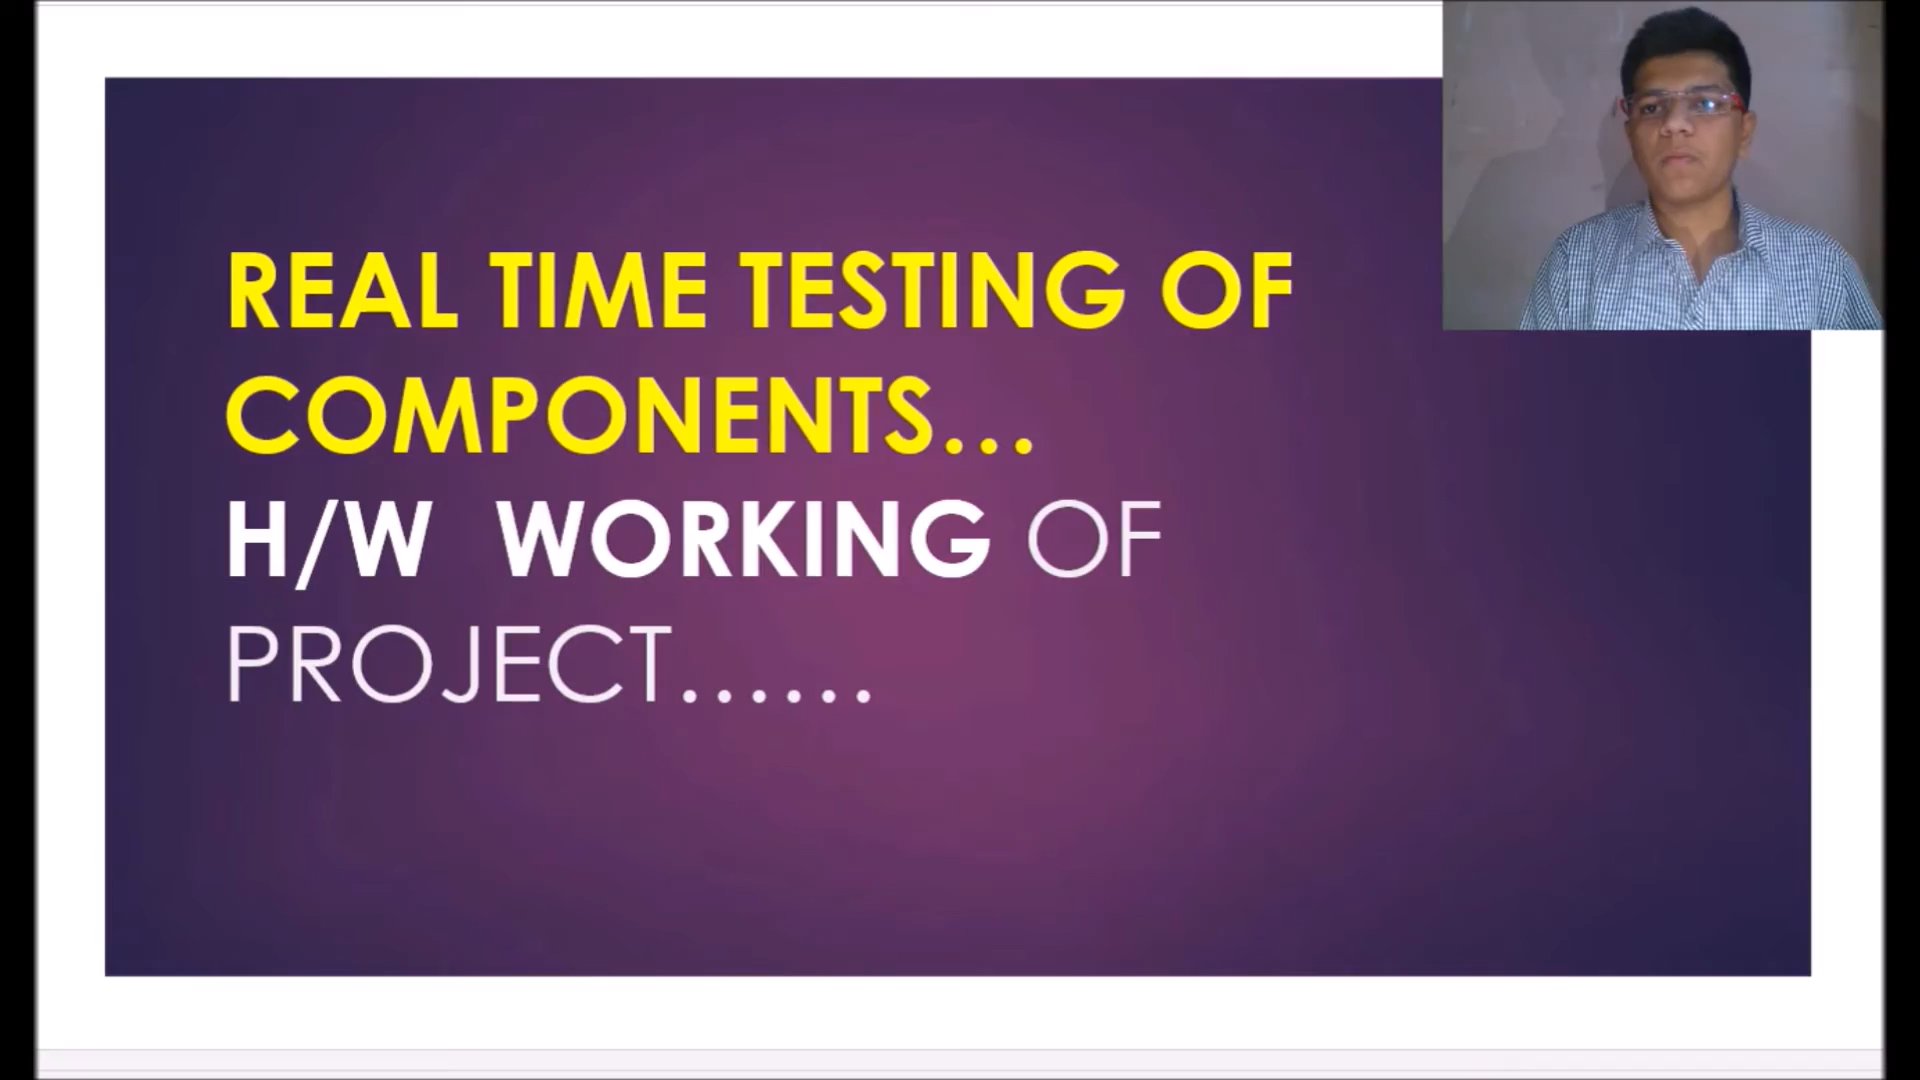 REAL TIME TESTING OF
COMPONENTS...
H/W WORKING OF
PROJECT......